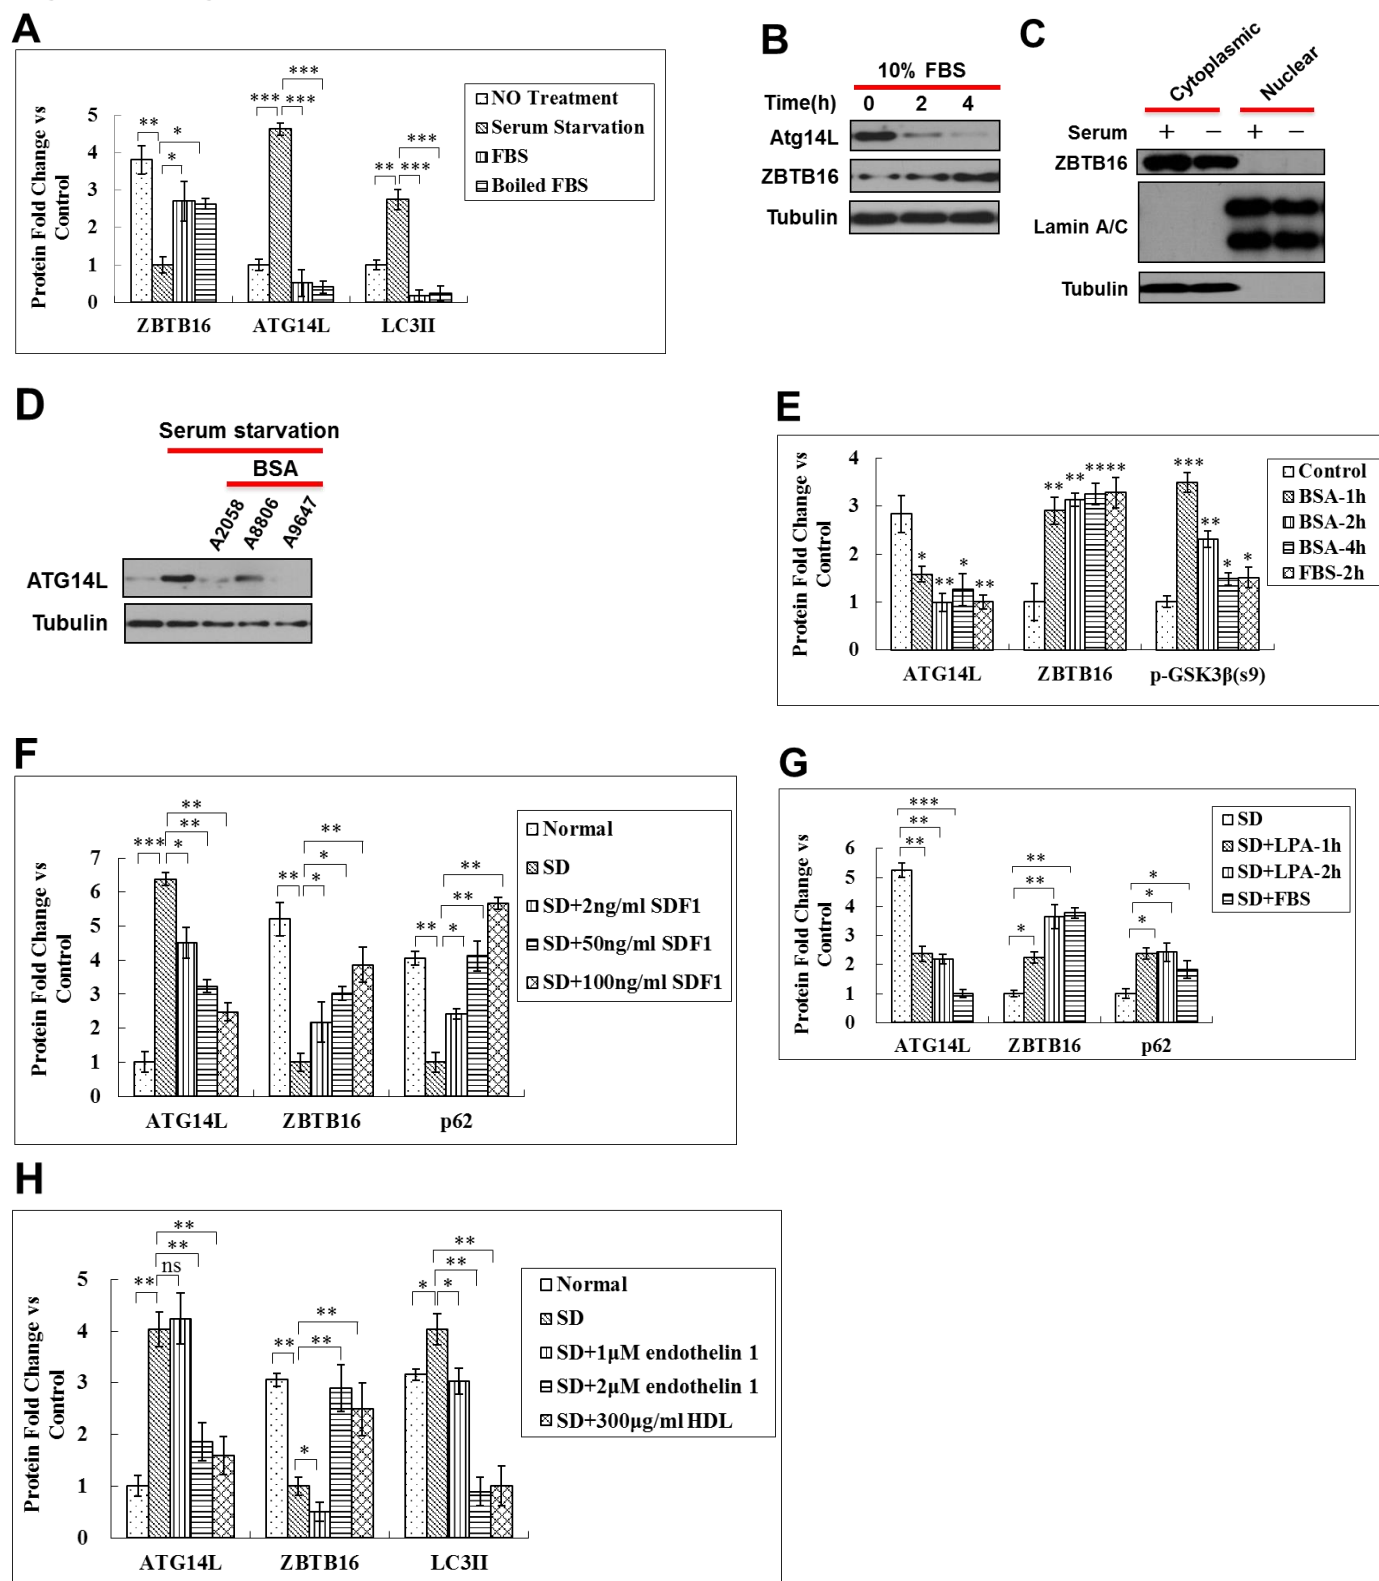 A
Protein Fold Change vs
Control
5
4
3
2
1
0
** * *
*** *** ***
** *** ***
ZBTB16 ATG14L LC3II
NO Treatment
Serum Starvation
FBS
Boiled FBS
B
10% FBS
Time(h) 0 2 4
Atg14L
ZBTB16
Tubulin
C
Cytoplasmic Nuclear
Serum + − + −
ZBTB16
Lamin A/C
Tubulin
D
Serum starvation
BSA
A2058 A8806 A9647
ATG14L
Tubulin
E
Protein Fold Change vs
Control
4
3
2
1
0
* ** * **
** ** ****
*** ** * *
ATG14L ZBTB16 p-GSK3β(s9)
Control
BSA-1h
BSA-2h
BSA-4h
FBS-2h
F
Protein Fold Change vs
Control
7
6
5
4
3
2
1
0
*** * ** **
** * * **
** * ** **
ATG14L ZBTB16 p62
Normal
SD
SD+2ng/ml SDF1
SD+50ng/ml SDF1
SD+100ng/ml SDF1
G
Protein Fold Change vs
Control
6
5
4
3
2
1
0
*** ** **
** ** *
* * *
ATG14L ZBTB16 p62
SD
SD+LPA-1h
SD+LPA-2h
SD+FBS
H
Protein Fold Change vs
Control
5
4
3
2
1
0
** ns ** **
** * ** **
* * ** **
ATG14L ZBTB16 LC3II
Normal
SD
SD+1μM endothelin 1
SD+2μM endothelin 1
SD+300μg/ml HDL